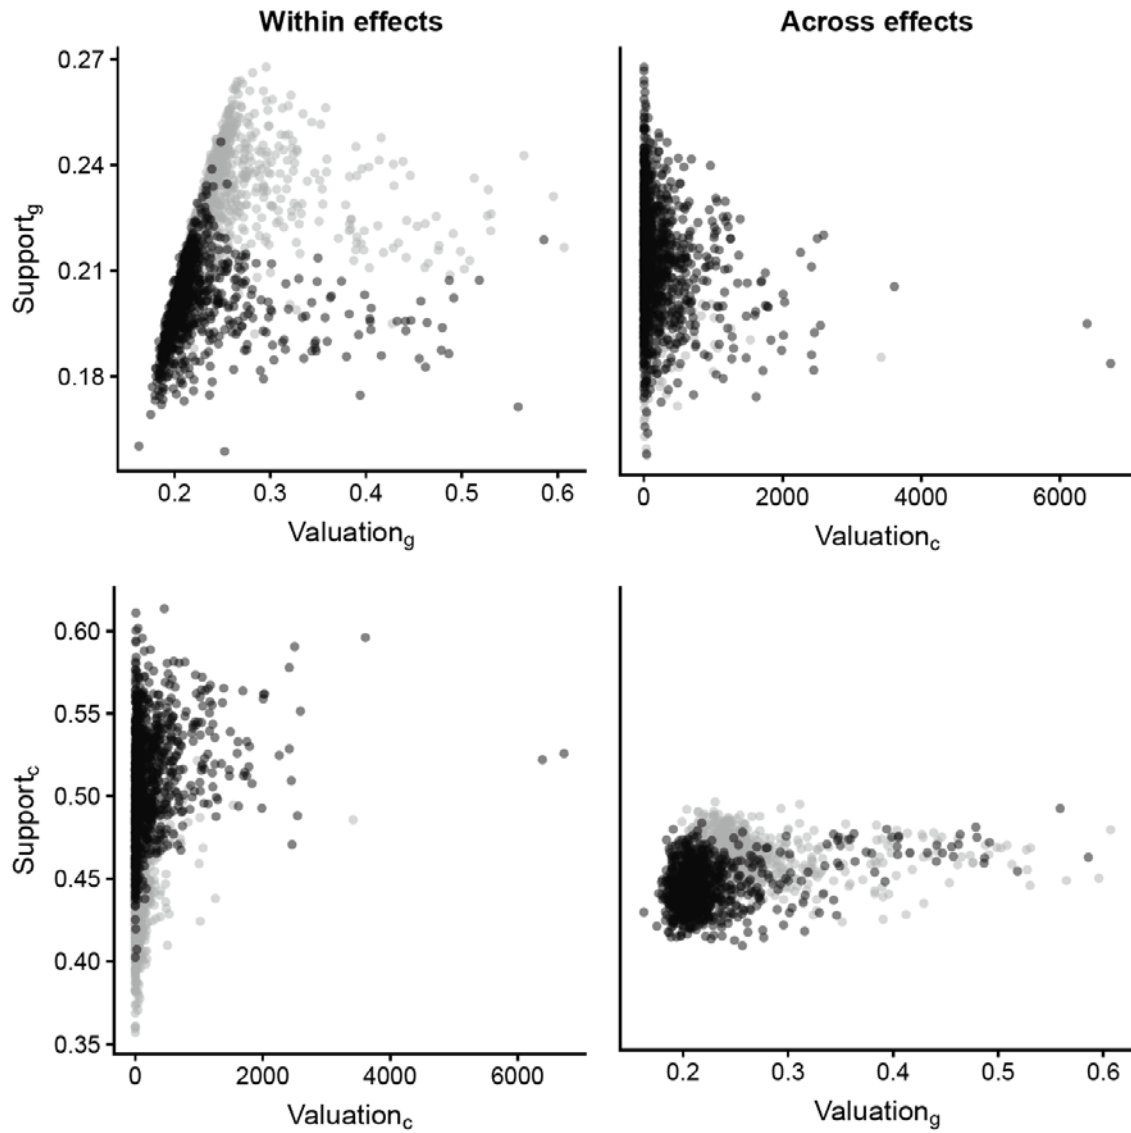 Within effects
Across effects
0.27
0.24
0.21
0.18
Support_g
0.2 0.3 0.4 0.5 0.6
Valuation_g
0 2000 4000 6000
Valuation_c
0.60
0.55
0.50
0.45
0.40
0.35
Support_c
0 2000 4000 6000
Valuation_c
0.2 0.3 0.4 0.5 0.6
Valuation_g